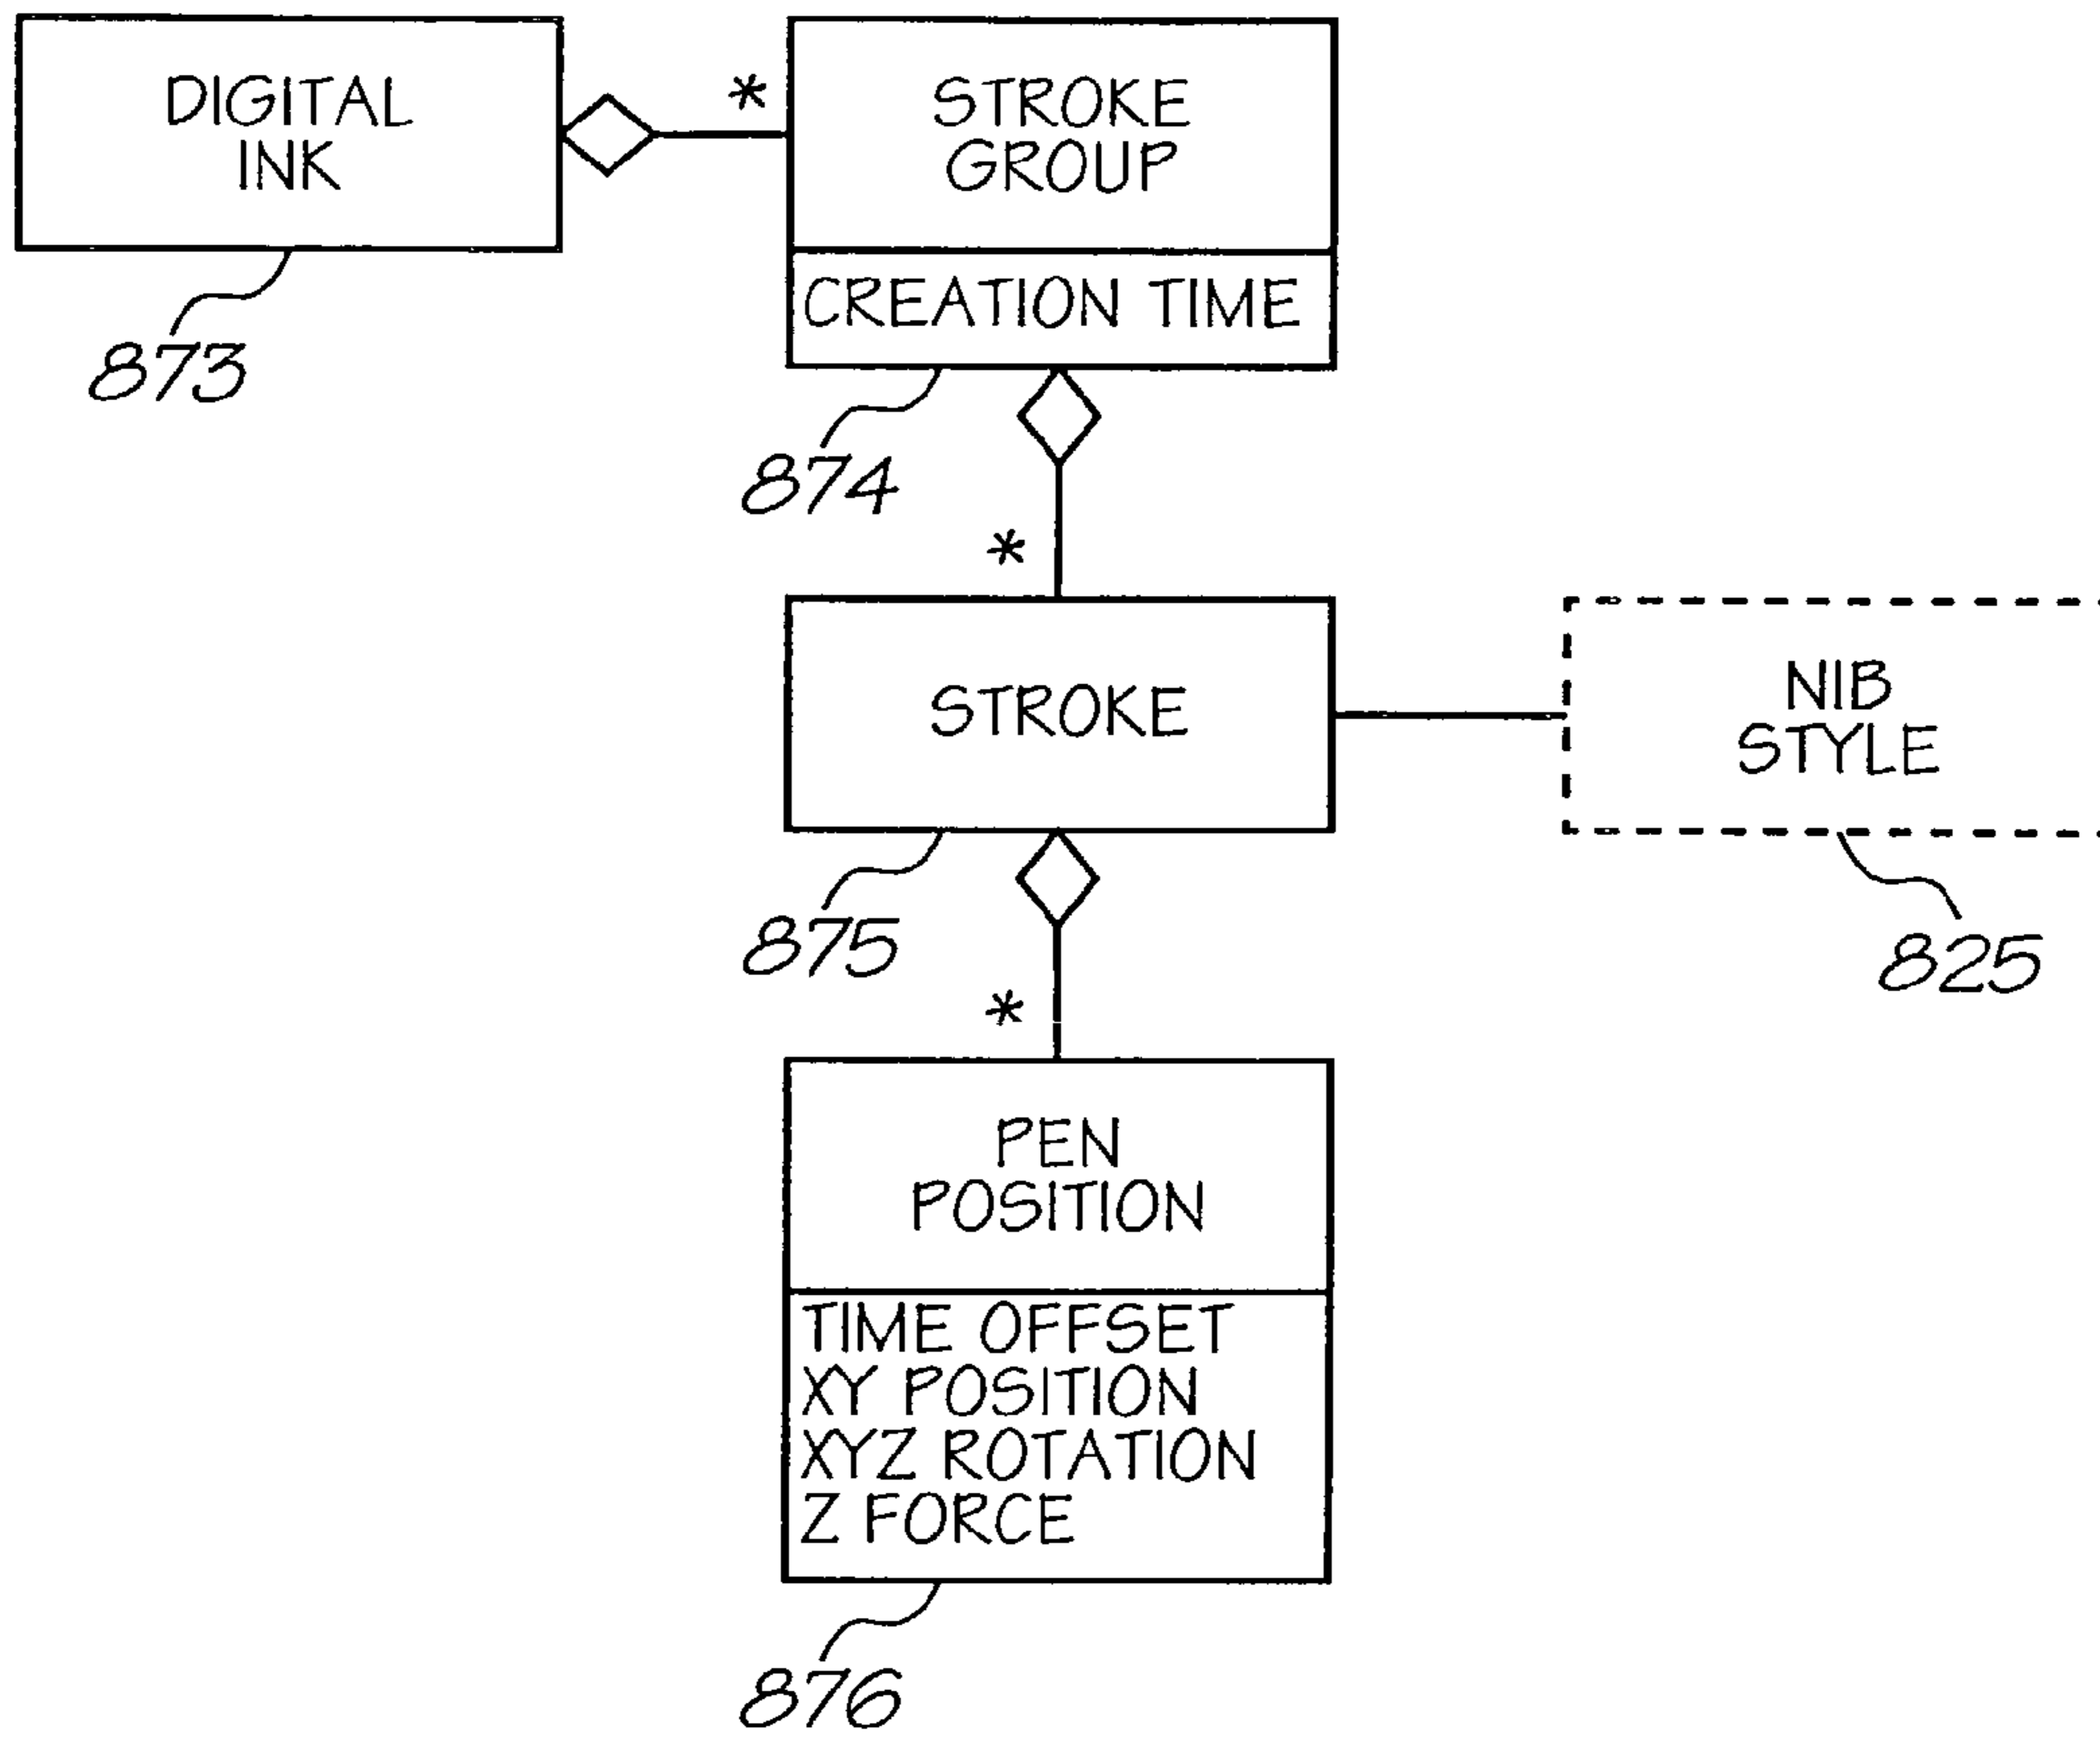 DIGITAL
INK
873
*
STROKE
GROUP
CREATION TIME
874
*
STROKE
875
NIB
STYLE
825
*
PEN
POSITION
TIME OFFSET
XY POSITION
XYZ ROTATION
Z FORCE
876